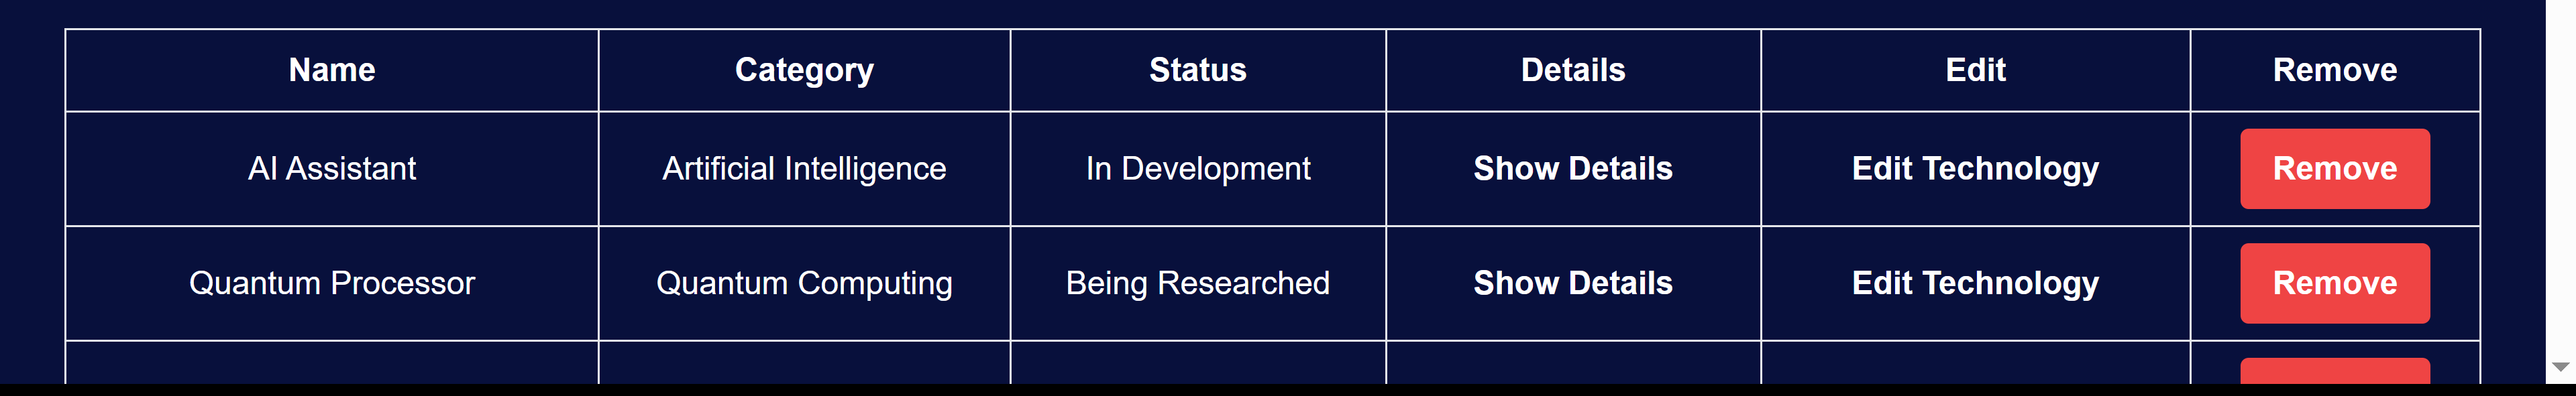 Name Category Status Details Edit Remove
AI Assistant Artificial Intelligence In Development Show Details Edit Technology Remove
Quantum Processor Quantum Computing Being Researched Show Details Edit Technology Remove